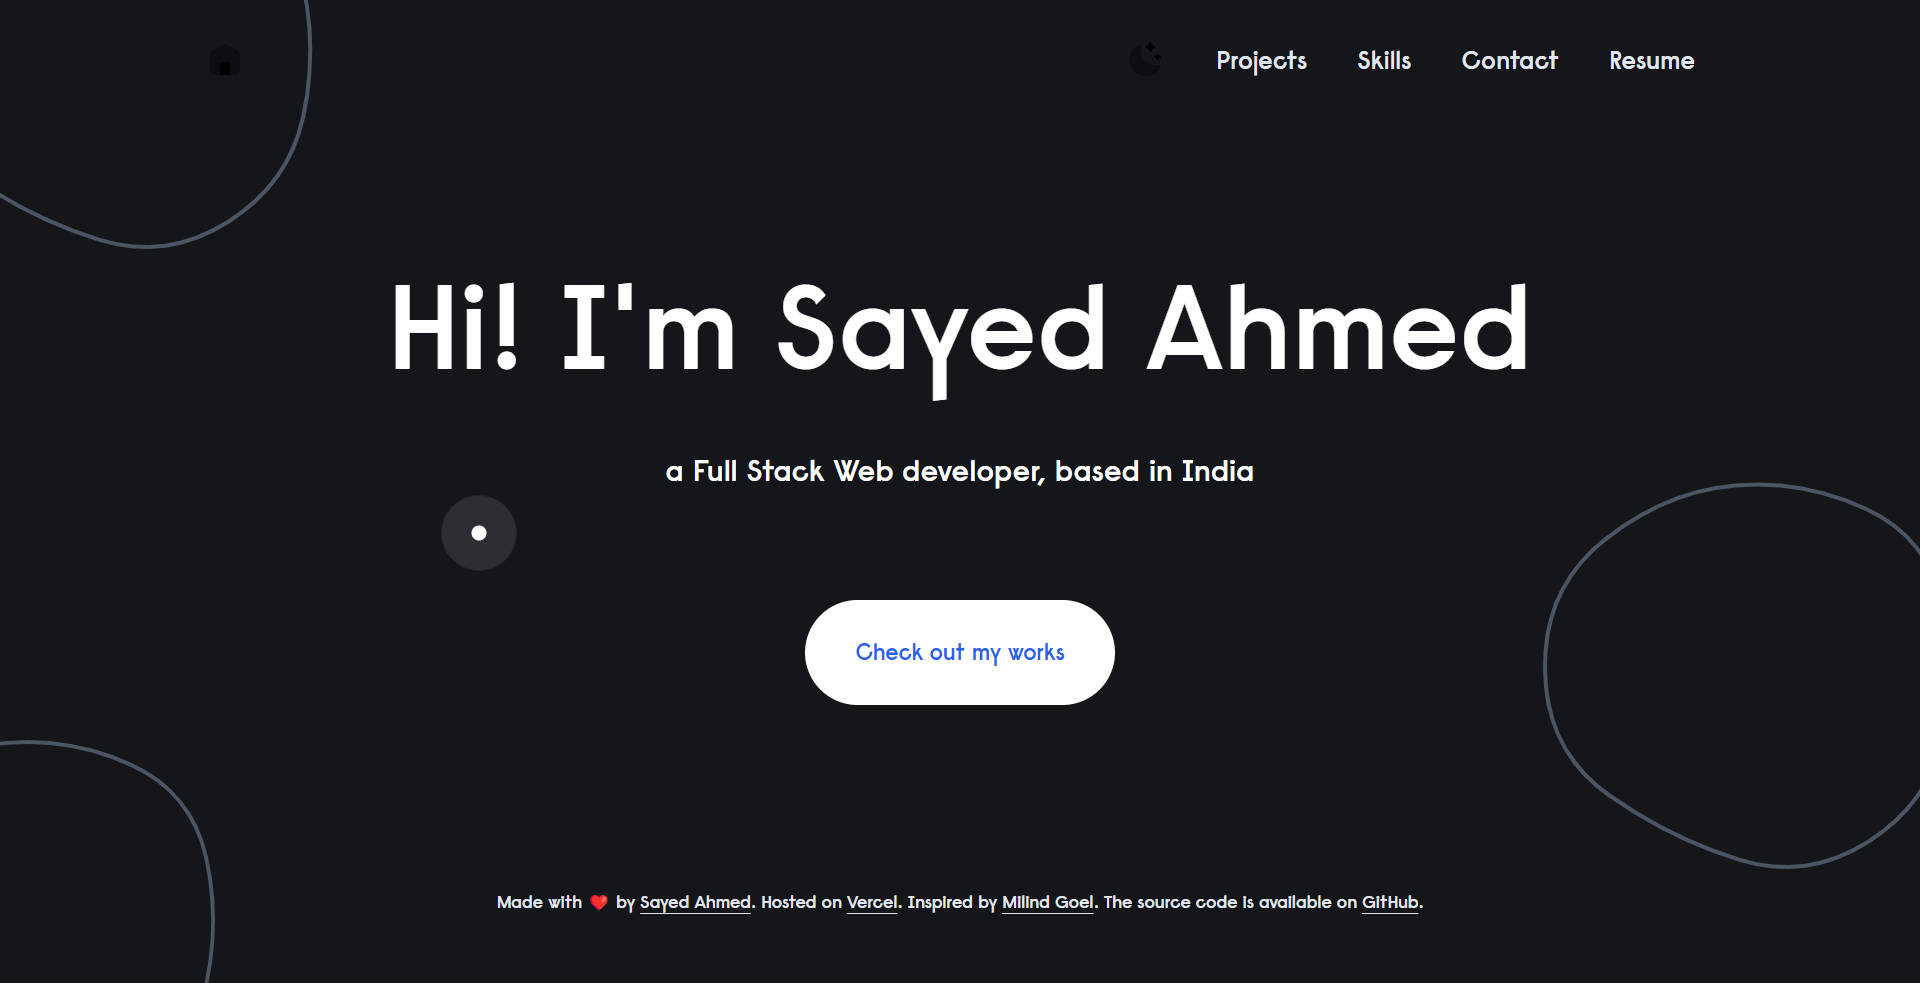 Projects Skills Contact Resume
Hi! I'm Sayed Ahmed
a Full Stack Web developer, based in India
Check out my works
Made with ❤️ by Sayed Ahmed. Hosted on Vercel. Inspired by Milind Goel. The source code is available on GitHub.